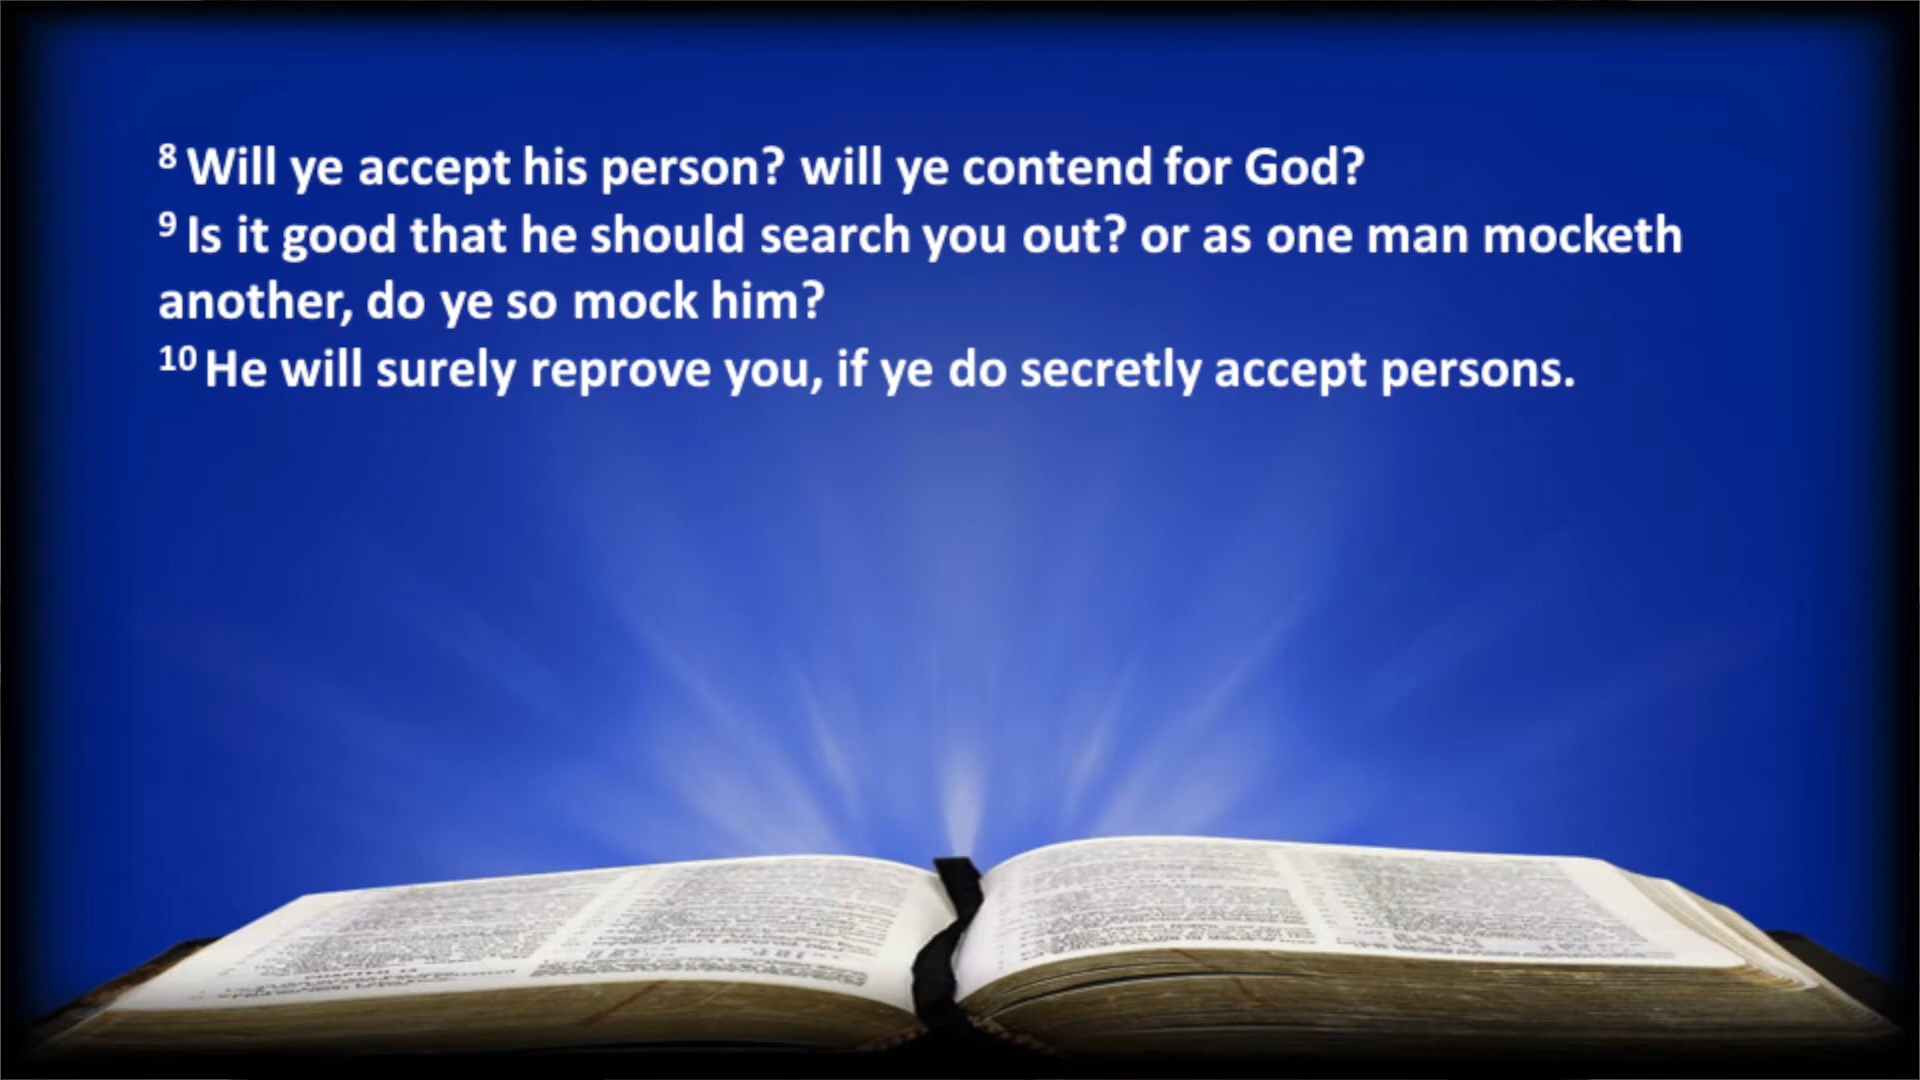 8 Will ye accept his person? will ye contend for God?
9 Is it good that he should search you out? or as one man mocketh
another, do ye so mock him?
10 He will surely reprove you, if ye do secretly accept persons.